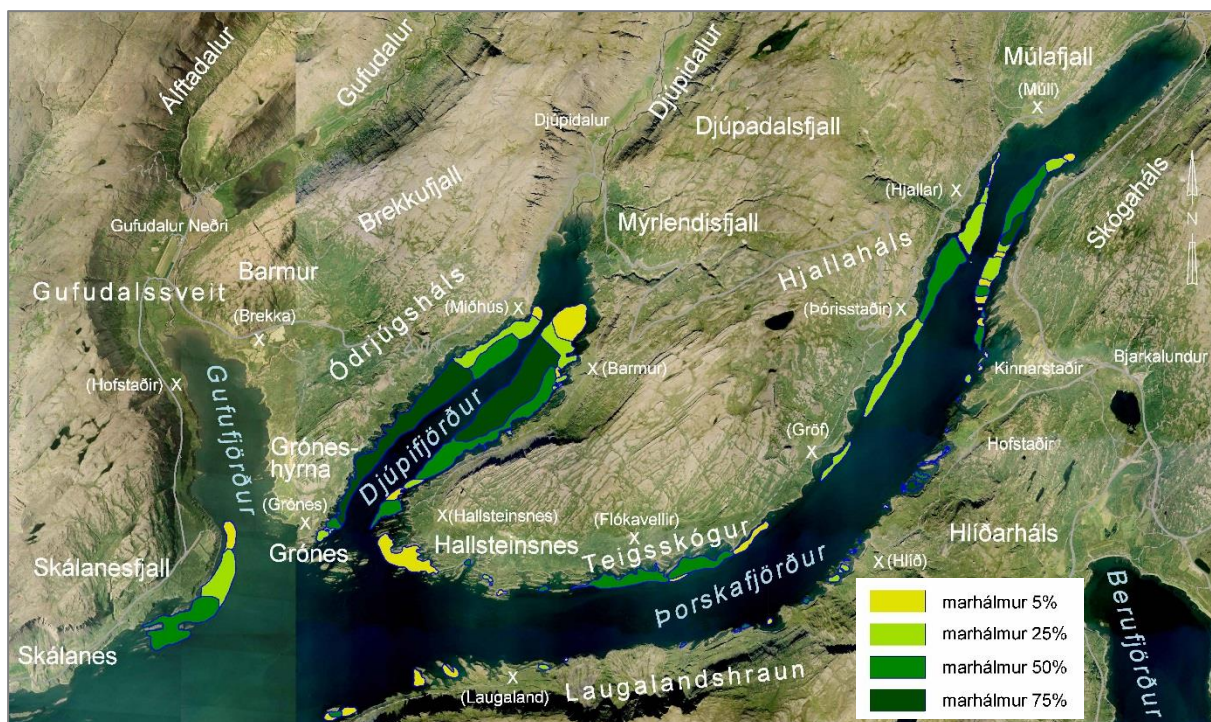 Álftadalur
Gufudalur
Djúpidalur
Djúpidalur
Múlafjall
(Múli)
X
Djúpadalsfjall
Brekkufjall
(Hjallar) X
Skógaháls
N
Mýrlendisfjall
Gufudalur Neðri
Barmur
Hjallaháls
Gufudalssveit
(Brekka)
X
Ódrjúgsháls
(Miðhús) X
(Þórisstaðir) X
(Hofstaðir) X
X (Barmur)
Kinnarstaðir
Bjarkalundur
Gufufjörður
Djúpifjörður
Gróneshyrna
(Gröf)
X
Hofstaðir
(Grónes)
X
X(Hallsteinsnes)
(Flókavellir)
X
Grónes
Hallsteinsnes
Teigsskógur
Hlíðarháls
Skálanesfjall
X (Hlíð)
Þorskafjörður
Berufjörður
Skálanes
X
(Laugaland)
Laugalandshraun
marhálmur 5%
marhálmur 25%
marhálmur 50%
marhálmur 75%